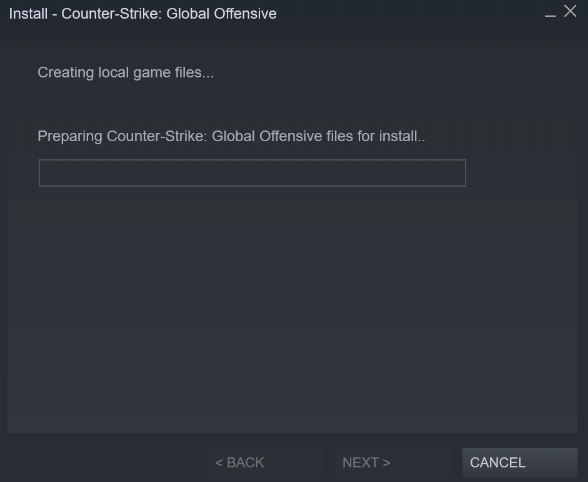 Install - Counter-Strike: Global Offensive
Creating local game files...
Preparing Counter-Strike: Global Offensive files for install..
< BACK
NEXT >
CANCEL